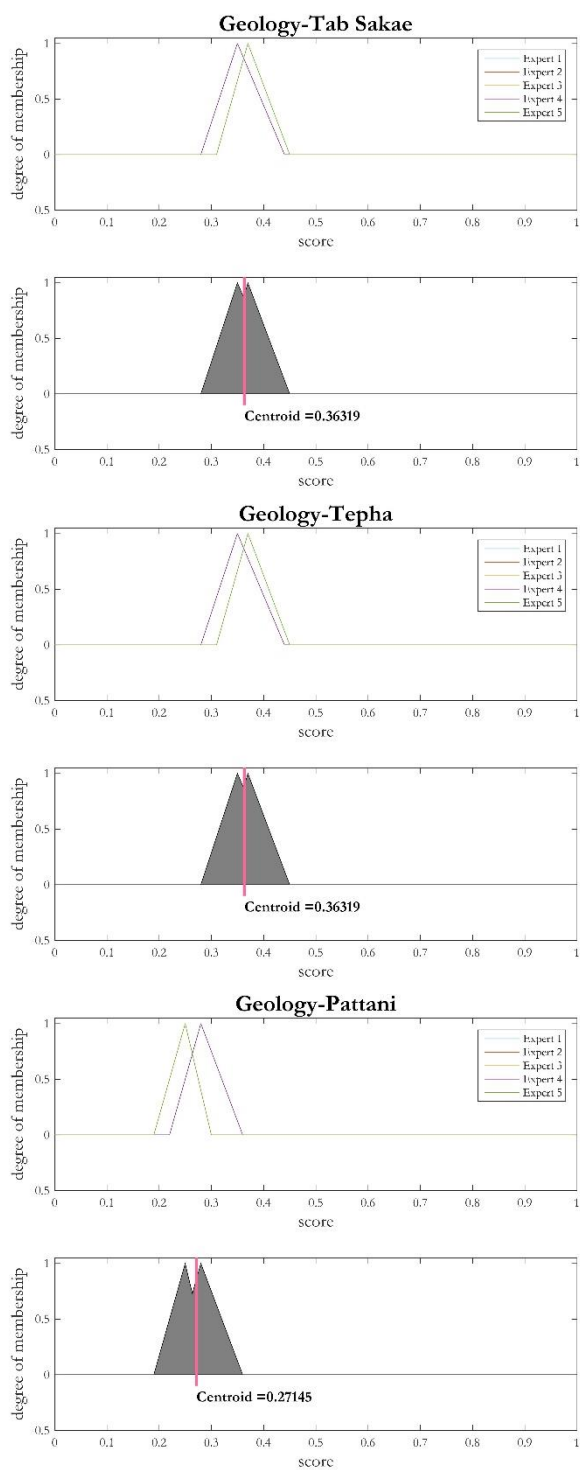 Geology-Tab Sakae
1
0.5
0
0.5
degree of membership
Expert 1
Expert 2
Expert 3
Expert 4
Expert 5
0 0.1 0.2 0.3 0.4 0.5 0.6 0.7 0.8 0.9 1
score
1
0.5
0
0.5
degree of membership
Centroid =0.36319
0 0.1 0.2 0.3 0.4 0.5 0.6 0.7 0.8 0.9 1
score
Geology-Tepha
1
0.5
0
0.5
degree of membership
Expert 1
Expert 2
Expert 3
Expert 4
Expert 5
0 0.1 0.2 0.3 0.4 0.5 0.6 0.7 0.8 0.9 1
score
1
0.5
0
0.5
degree of membership
Centroid =0.36319
0 0.1 0.2 0.3 0.4 0.5 0.6 0.7 0.8 0.9 1
score
Geology-Pattani
1
0.5
0
0.5
degree of membership
Expert 1
Expert 2
Expert 3
Expert 4
Expert 5
0 0.1 0.2 0.3 0.4 0.5 0.6 0.7 0.8 0.9 1
score
1
0.5
0
0.5
degree of membership
Centroid =0.27145
0 0.1 0.2 0.3 0.4 0.5 0.6 0.7 0.8 0.9 1
score